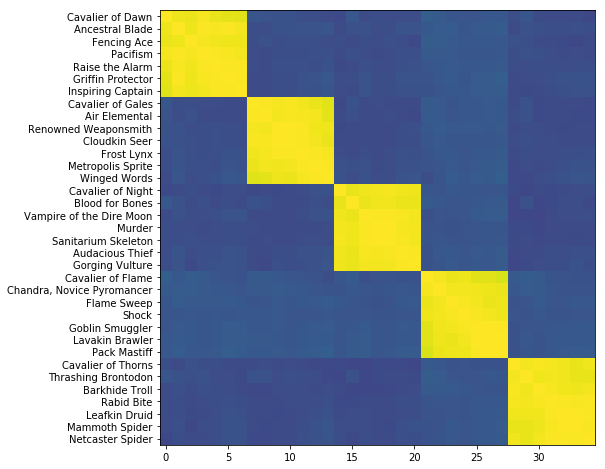 Cavalier of Dawn
Ancestral Blade
Fencing Ace
Pacifism
Raise the Alarm
Griffin Protector
Inspiring Captain
Cavalier of Gales
Air Elemental
Renowned Weaponsmith
Cloudkin Seer
Frost Lynx
Metropolis Sprite
Winged Words
Cavalier of Night
Blood for Bones
Vampire of the Dire Moon
Murder
Sanitarium Skeleton
Audacious Thief
Gorging Vulture
Cavalier of Flame
Chandra, Novice Pyromancer
Flame Sweep
Shock
Goblin Smuggler
Lavakin Brawler
Pack Mastiff
Cavalier of Thorns
Thrashing Brontodon
Barkhide Troll
Rabid Bite
Leafkin Druid
Mammoth Spider
Netcaster Spider
0 5 10 15 20 25 30